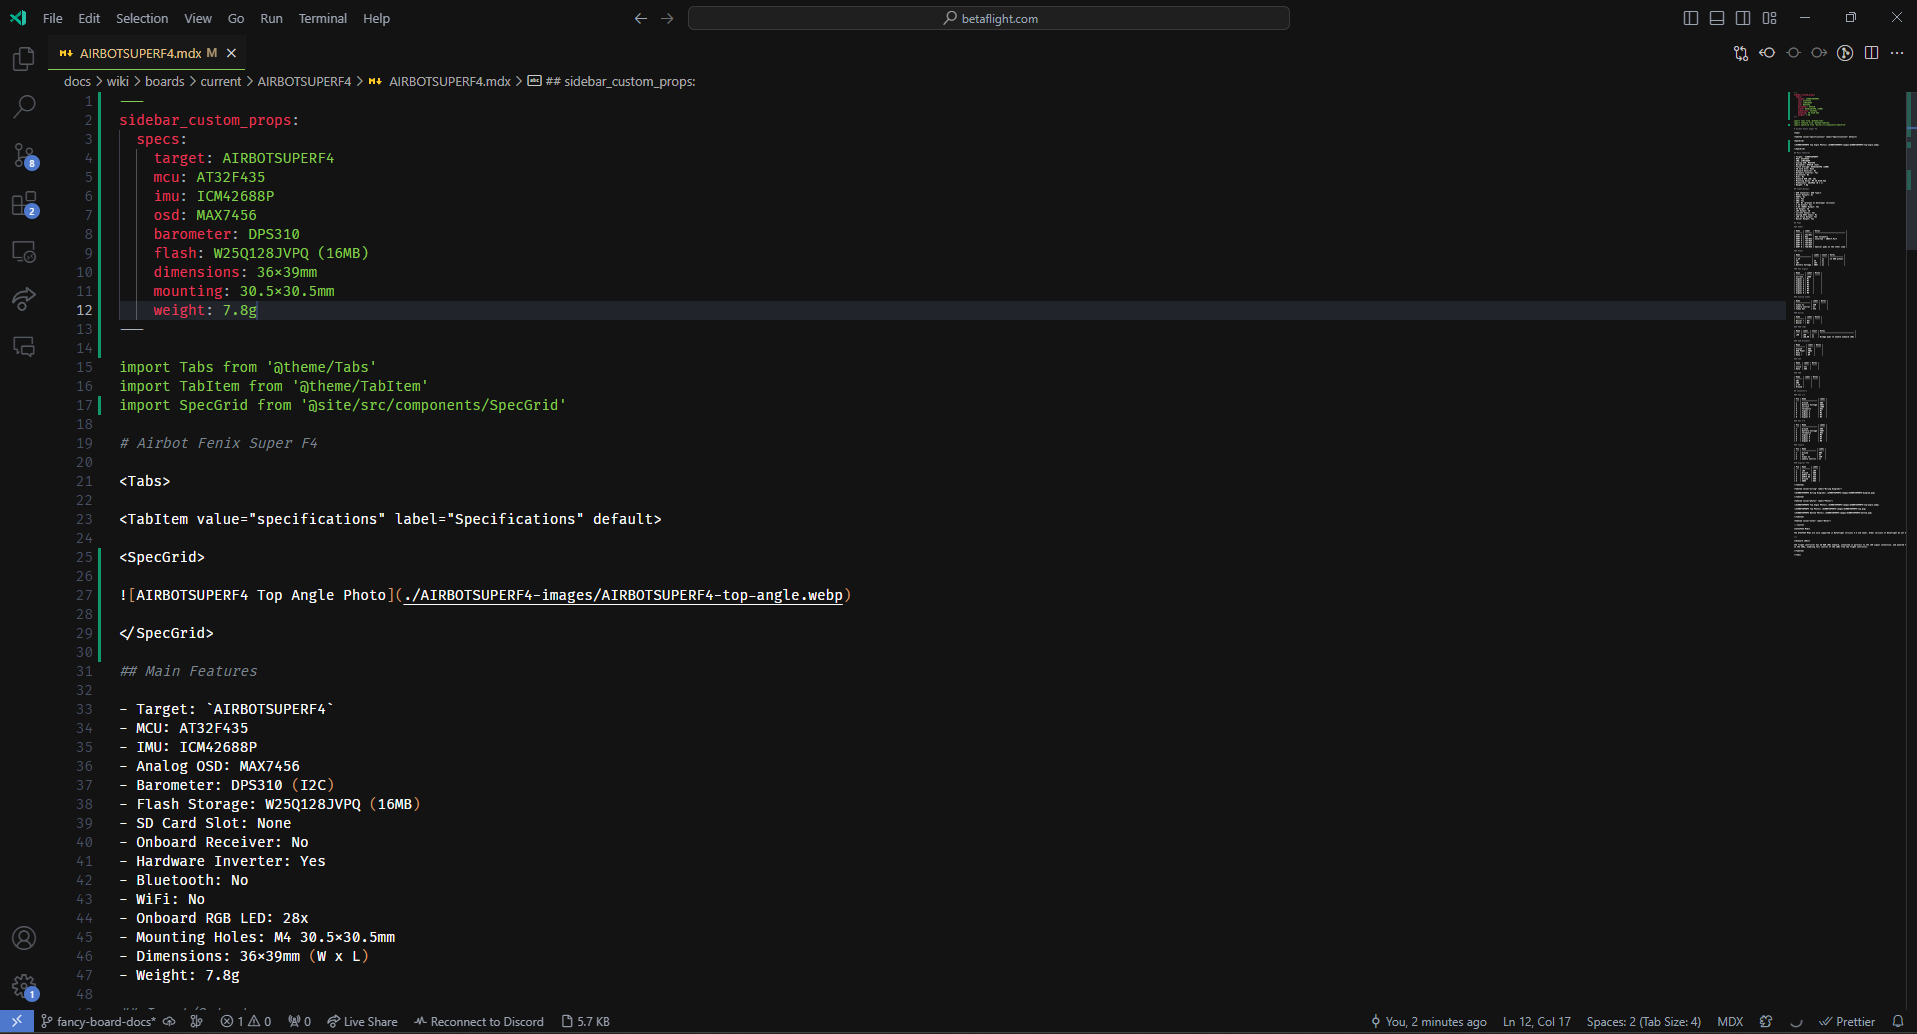 File Edit Selection View Go Run Terminal Help
betaflight.com
AIRBOTSUPERF4.mdx M
docs > wiki > boards > current > AIRBOTSUPERF4 > AIRBOTSUPERF4.mdx > ## sidebar_custom_props:
1 ---
2 sidebar_custom_props:
3 specs:
4 target: AIRBOTSUPERF4
5 mcu: AT32F435
6 imu: ICM42688P
7 osd: MAX7456
8 barometer: DPS310
9 flash: W25Q128JVPQ (16MB)
10 dimensions: 36x39mm
11 mounting: 30.5x30.5mm
12 weight: 7.8g
13 ---
14
15 import Tabs from '@theme/Tabs'
16 import TabItem from '@theme/TabItem'
17 import SpecGrid from '@site/src/components/SpecGrid'
18
19 # Airbot Fenix Super F4
20
21 <Tabs>
22
23 <TabItem value="specifications" label="Specifications" default>
24
25 <SpecGrid>
26
27 ![AIRBOTSUPERF4 Top Angle Photo](./AIRBOTSUPERF4-images/AIRBOTSUPERF4-top-angle.webp)
28
29 </SpecGrid>
30
31 ## Main Features
32
33 - Target: `AIRBOTSUPERF4`
34 - MCU: AT32F435
35 - IMU: ICM42688P
36 - Analog OSD: MAX7456
37 - Barometer: DPS310 (I2C)
38 - Flash Storage: W25Q128JVPQ (16MB)
39 - SD Card Slot: None
40 - Onboard Receiver: No
41 - Hardware Inverter: Yes
42 - Bluetooth: No
43 - WiFi: No
44 - Onboard RGB LED: 28x
45 - Mounting Holes: M4 30.5x30.5mm
46 - Dimensions: 36x39mm (W x L)
47 - Weight: 7.8g
48
8
2
1
fancy-board-docs* 1 0 0 Live Share Reconnect to Discord 5.7 KB You, 2 minutes ago Ln 12, Col 17 Spaces: 2 (Tab Size: 4) MDX Prettier